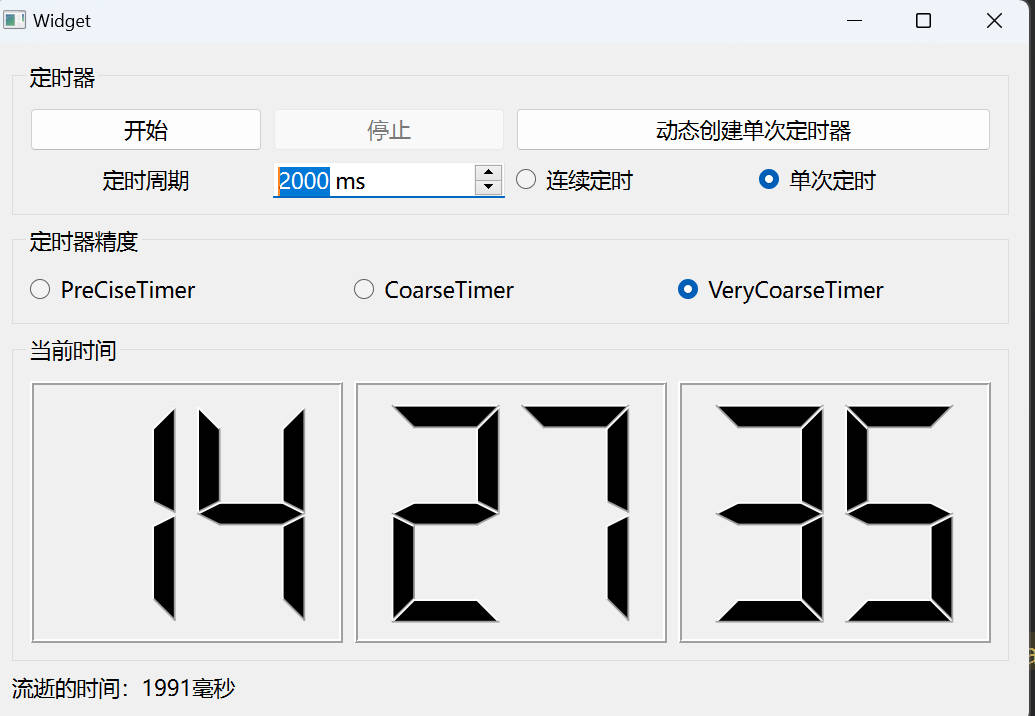 Widget
定时器
开始 停止 动态创建单次定时器
定时周期 2000 ms 连续定时 单次定时
定时器精度
PreCiseTimer CoarseTimer VeryCoarseTimer
当前时间
14 27 35
流逝的时间：1991毫秒